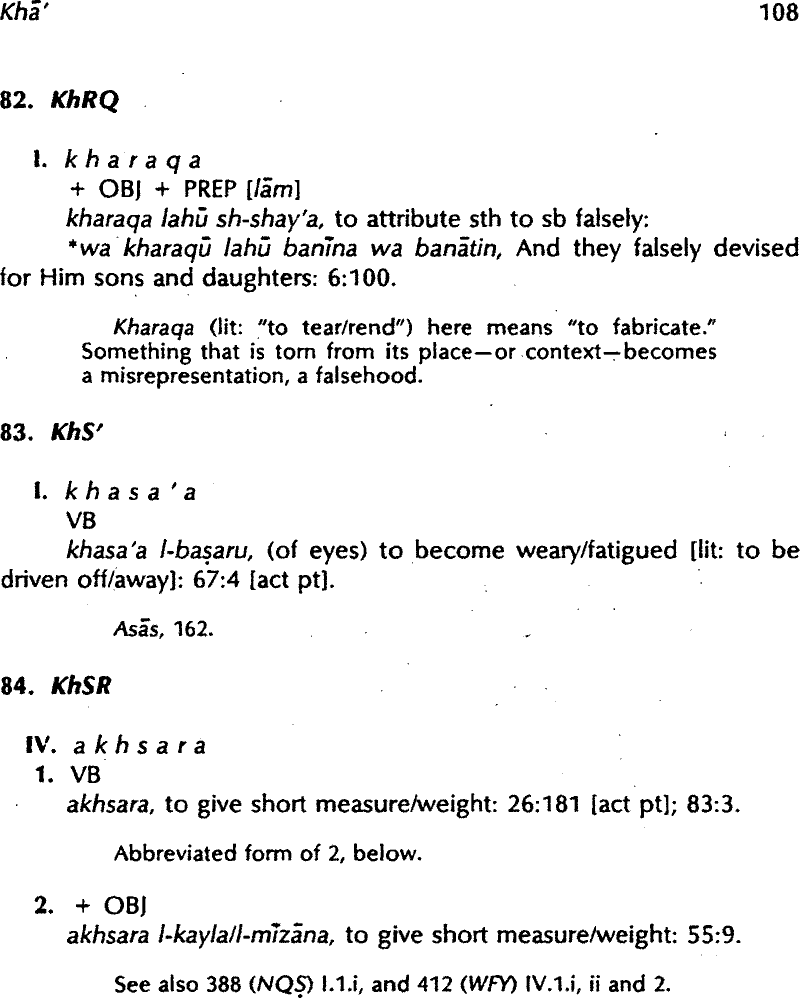 Khā' 108
82. KhRQ
I. k h a r a q a
+ OBJ + PREP [lām]
kharaqa lahū sh-shay'a, to attribute sth to sb falsely:
*wa kharaqū lahū banīna wa banātin, And they falsely devised
for Him sons and daughters: 6:100.
Kharaqa (lit: "to tear/rend") here means "to fabricate."
Something that is torn from its place—or context—becomes
a misrepresentation, a falsehood.
83. KhS'
I. k h a s a ' a
VB
khasa'a l-baṣaru, (of eyes) to become weary/fatigued [lit: to be
driven off/away]: 67:4 [act pt].
Asās, 162.
84. KhSR
IV. a k h s a r a
1. VB
akhsara, to give short measure/weight: 26:181 [act pt]; 83:3.
Abbreviated form of 2, below.
2. + OBJ
akhsara l-kayla/l-mīzāna, to give short measure/weight: 55:9.
See also 388 (NQṢ) I.1.i, and 412 (WFY) IV.1.i, ii and 2.